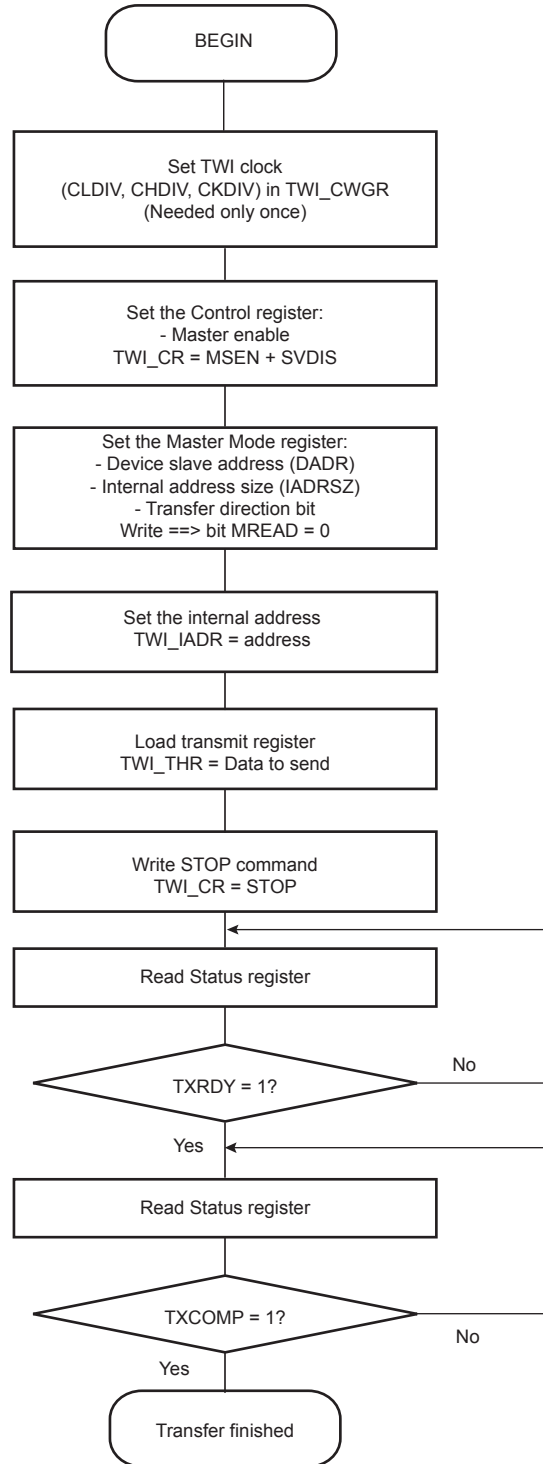 BEGIN
Set TWI clock
(CLDIV, CHDIV, CKDIV) in TWI_CWGR
(Needed only once)
Set the Control register:
- Master enable
TWI_CR = MSEN + SVDIS
Set the Master Mode register:
- Device slave address (DADR)
- Internal address size (IADRSZ)
- Transfer direction bit
Write ==> bit MREAD = 0
Set the internal address
TWI_IADR = address
Load transmit register
TWI_THR = Data to send
Write STOP command
TWI_CR = STOP
Read Status register
TXRDY = 1?
No
Yes
Read Status register
TXCOMP = 1?
No
Yes
Transfer finished